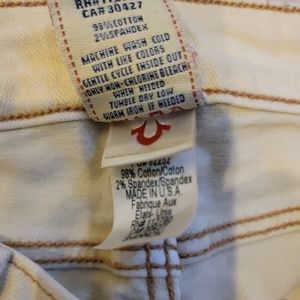 CA# 30427
98% COTTON
2% SPANDEX
MACHINE WASH COLD
WITH LIKE COLORS
GENTLE CYCLE INSIDE OUT
ONLY NON-CHLORINE BLEACH
WHEN NEEDED
TUMBLE DRY LOW
WARM IRON IF NEEDED
98% Cotton/Coton
2% Spandex/Spandex
MADE IN U.S.A.
Fabrique Aux
Etats-Unis